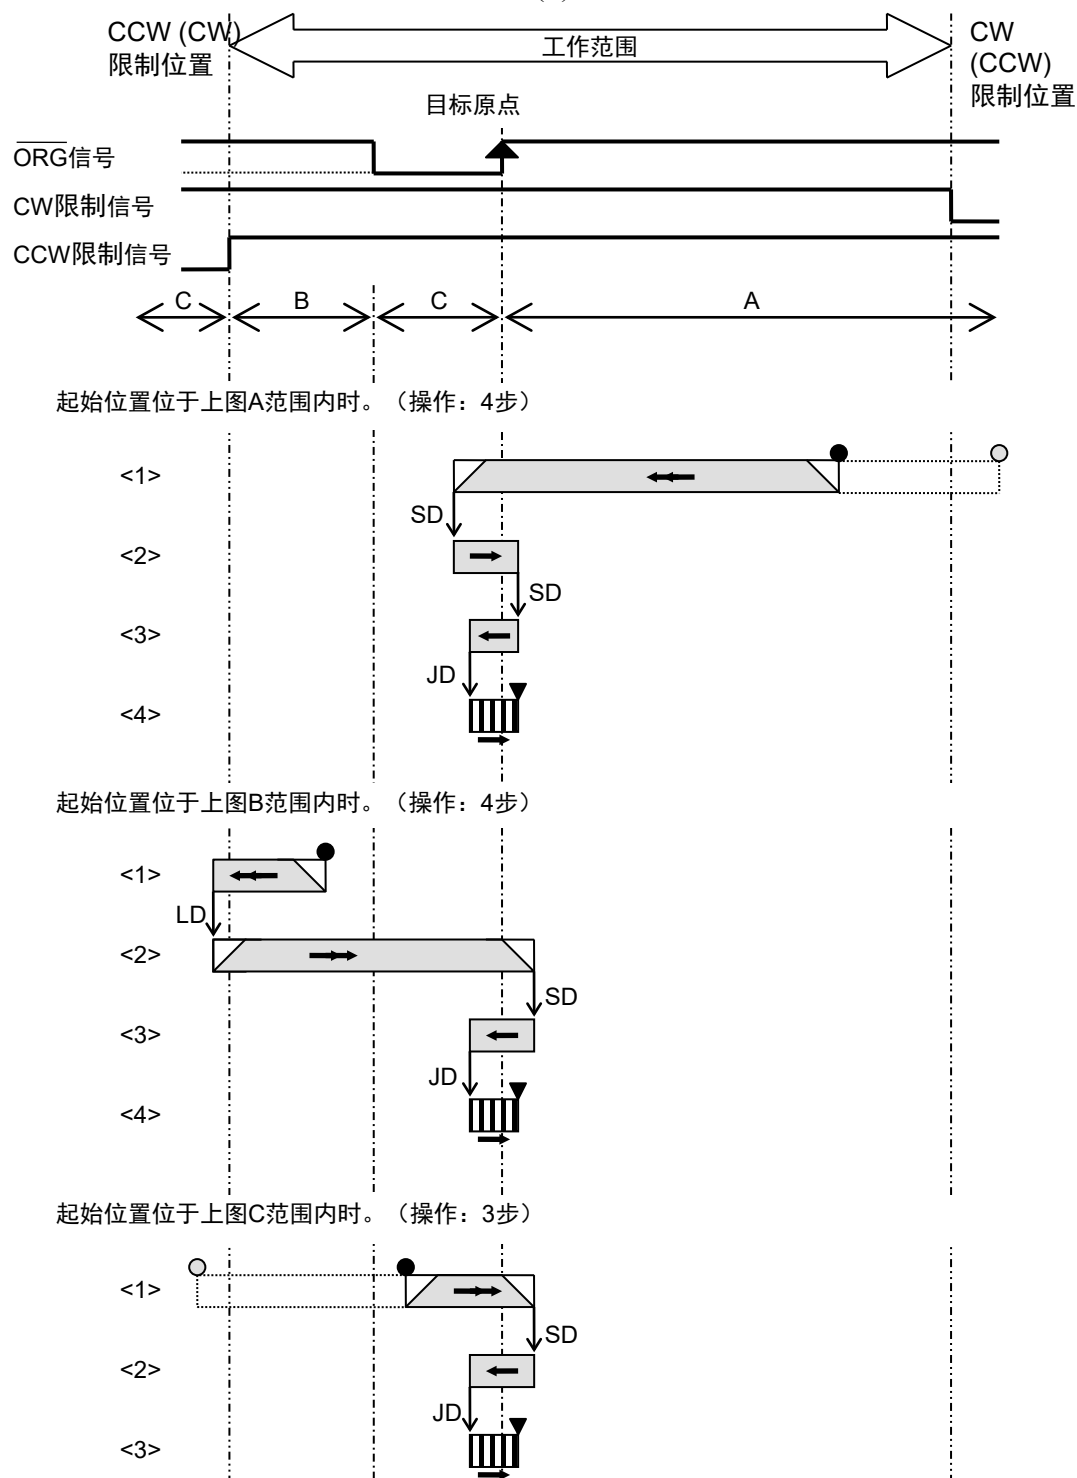 CCW (CW)
限制位置
工作范围
CW
(CCW)
限制位置
目标原点
ORG信号
CW限制信号
CCW限制信号
C
B
C
A
起始位置位于上图A范围内时。（操作：4步）
<1>
SD
<2>
SD
<3>
JD
<4>
起始位置位于上图B范围内时。（操作：4步）
<1>
LD
<2>
SD
<3>
JD
<4>
起始位置位于上图C范围内时。（操作：3步）
<1>
SD
<2>
JD
<3>